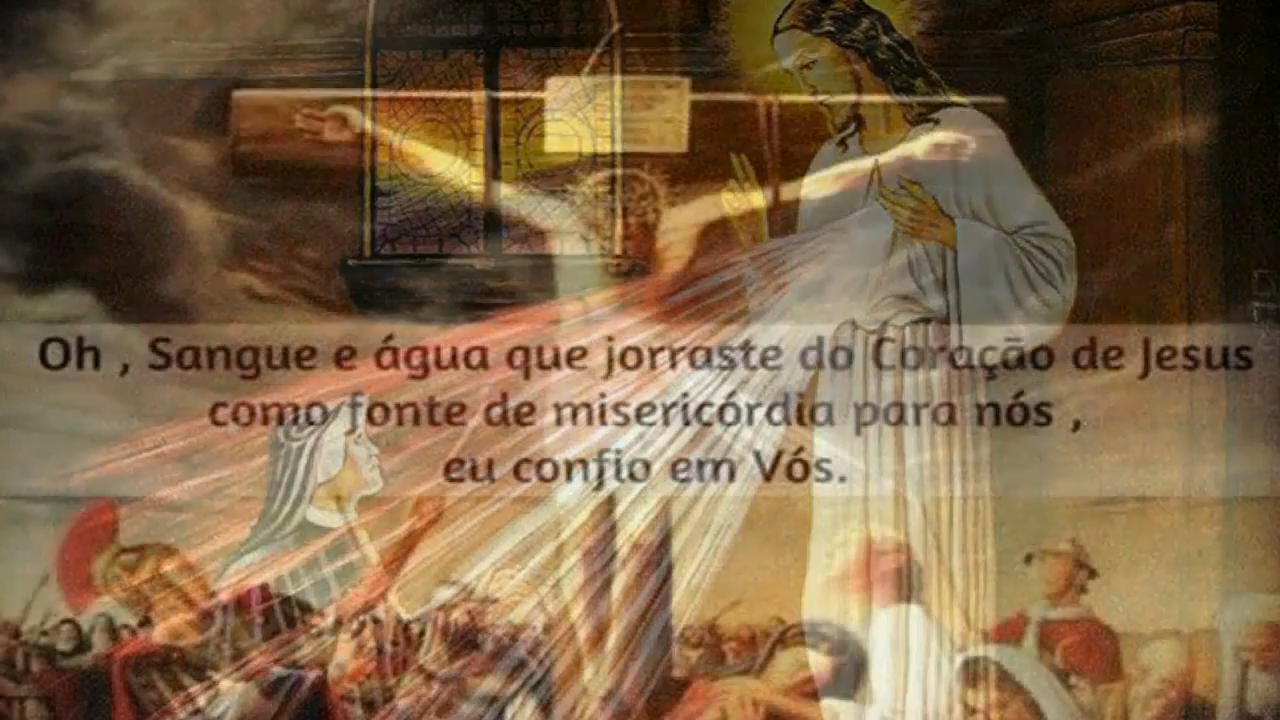 Oh , Sangue e água que jorraste do Coração de Jesus
como fonte de misericórdia para nós ,
eu confio em Vós.